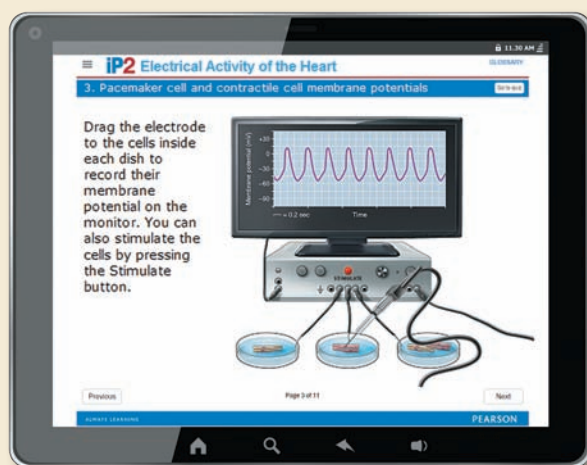 11.30 AM
iP2 Electrical Activity of the Heart
GLOSSARY
3. Pacemaker cell and contractile cell membrane potentials
Go to quiz
Drag the electrode
to the cells inside
each dish to
record their
membrane
potential on the
monitor. You can
also stimulate the
cells by pressing
the Stimulate
button.
Membrane potential (mV)
+30
0
−30
−60
−90
= 0.2 sec
Time
STIMULATE
Previous
Page 3 of 11
Next
ALWAYS LEARNING
PEARSON